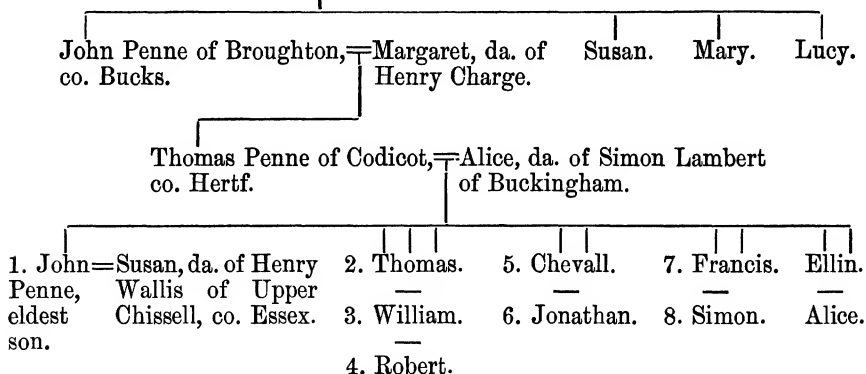 John Penne of Broughton,=Margaret, da. of Susan. Mary. Lucy.
co. Bucks. Henry Charge.
Thomas Penne of Codicot,=Alice, da. of Simon Lambert
co. Hertf. of Buckingham.
1. John=Susan, da. of Henry 2. Thomas. 5. Chevall. 7. Francis. Ellin.
Penne, Wallis of Upper — — — —
eldest Chissell, co. Essex. 3. William. 6. Jonathan. 8. Simon. Alice.
son. —
4. Robert.